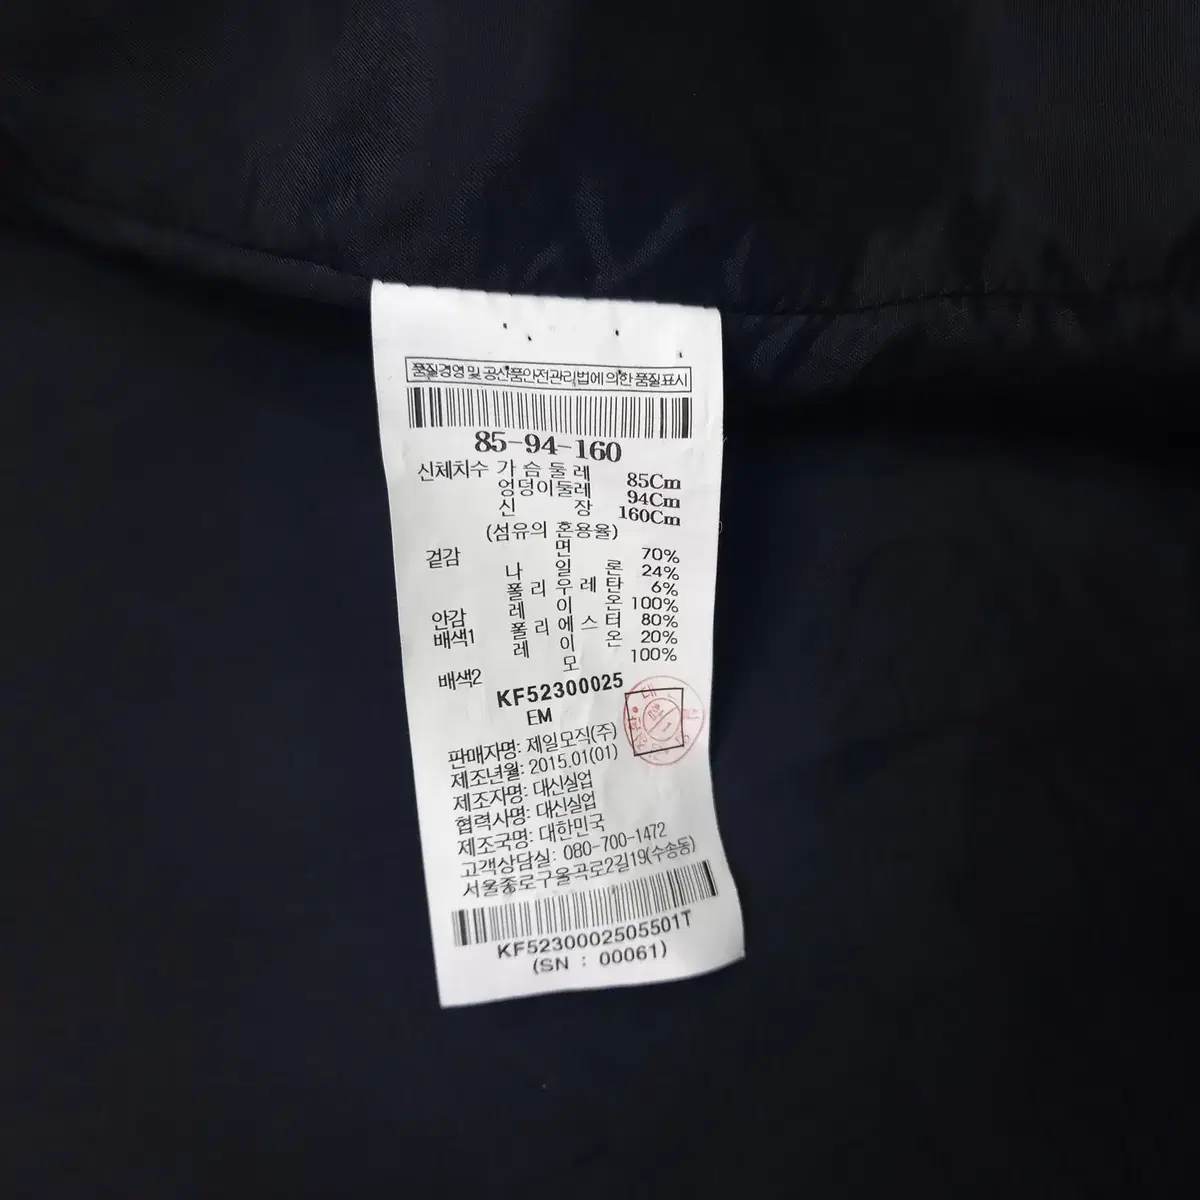 품질경영 및 공산품안전관리법에 의한 품질표시
85-94-160
신체치수 가슴둘레 85Cm
엉덩이둘레 94Cm
신장 160Cm
(섬유의 혼용율)
겉감 면 70%
나일론 24%
폴리우레탄 6%
안감 레이온 100%
배색1 폴리에스터 80%
레이온 20%
배색2 모 100%
KF52300025
EM
판매자명: 제일모직(주)
제조년월: 2015.01(01)
제조자명: 대신실업
협력사명: 대신실업
제조국명: 대한민국
고객상담실: 080-700-1472
서울종로구율곡로2길19(수송동)
KF5230002505501T
(SN : 00061)